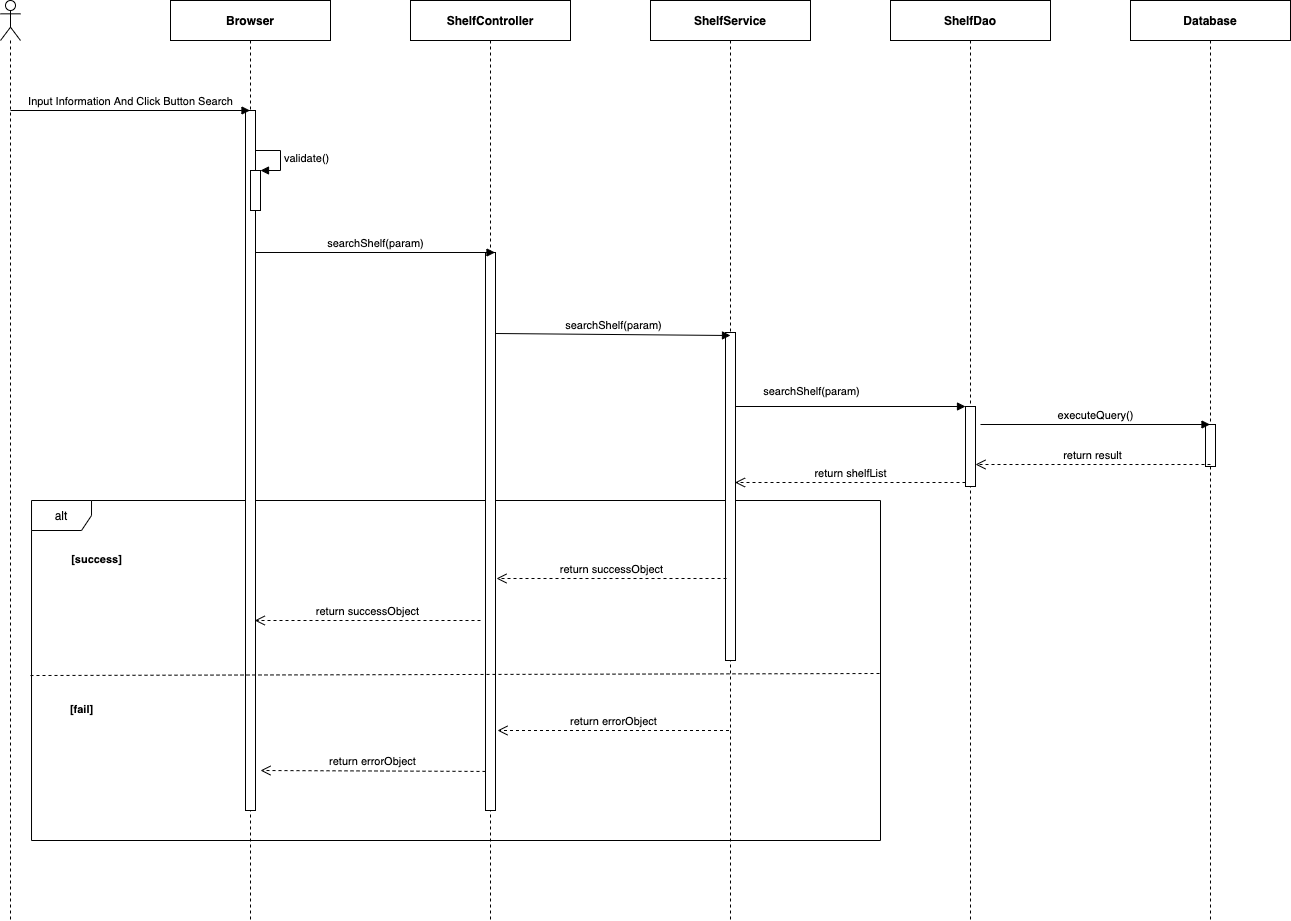 Browser
ShelfController
ShelfService
ShelfDao
Database
Input Information And Click Button Search
validate()
searchShelf(param)
searchShelf(param)
searchShelf(param)
executeQuery()
return result
return shelfList
alt
[success]
return successObject
return successObject
[fail]
return errorObject
return errorObject